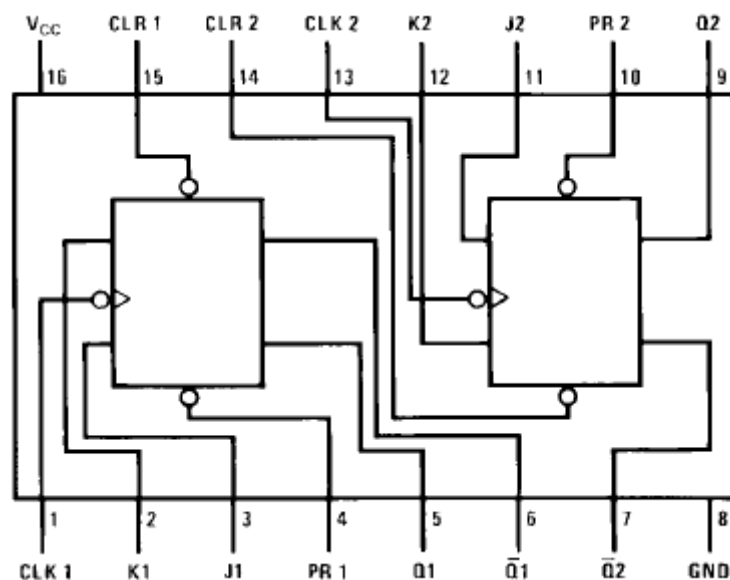 V_CC CLR 1 CLR 2 CLK 2 K2 J2 PR 2 Q2
16 15 14 13 12 11 10 9
1 2 3 4 5 6 7 8
CLK 1 K1 J1 PR 1 Q1 Q̅1 Q̅2 GND